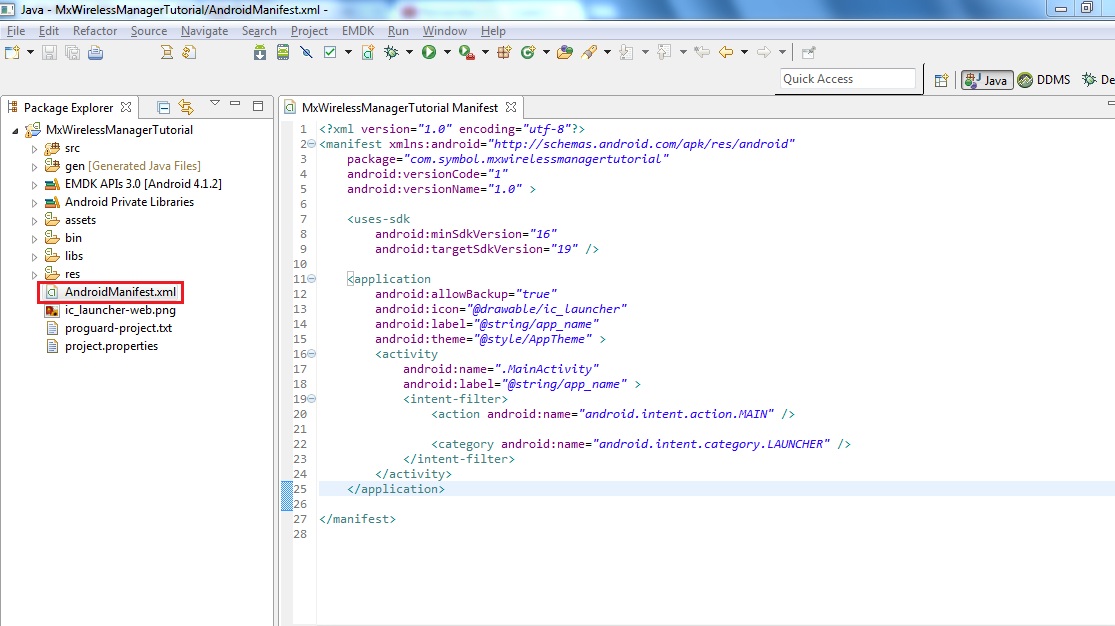 Java - MxWirelessManagerTutorial/AndroidManifest.xml -
File Edit Refactor Source Navigate Search Project EMDK Run Window Help
Quick Access
Java
DDMS
De
Package Explorer
MxWirelessManagerTutorial Manifest
MxWirelessManagerTutorial
src
gen [Generated Java Files]
EMDK APIs 3.0 [Android 4.1.2]
Android Private Libraries
assets
bin
libs
res
AndroidManifest.xml
ic_launcher-web.png
proguard-project.txt
project.properties
1 <?xml version="1.0" encoding="utf-8"?>
2 <manifest xmlns:android="http://schemas.android.com/apk/res/android"
3     package="com.symbol.mxwirelessmanagertutorial"
4     android:versionCode="1"
5     android:versionName="1.0" >
6
7     <uses-sdk
8         android:minSdkVersion="16"
9         android:targetSdkVersion="19" />
10
11     <application
12         android:allowBackup="true"
13         android:icon="@drawable/ic_launcher"
14         android:label="@string/app_name"
15         android:theme="@style/AppTheme" >
16         <activity
17             android:name=".MainActivity"
18             android:label="@string/app_name" >
19             <intent-filter>
20                 <action android:name="android.intent.action.MAIN" />
21
22                 <category android:name="android.intent.category.LAUNCHER" />
23             </intent-filter>
24         </activity>
25     </application>
26
27 </manifest>
28